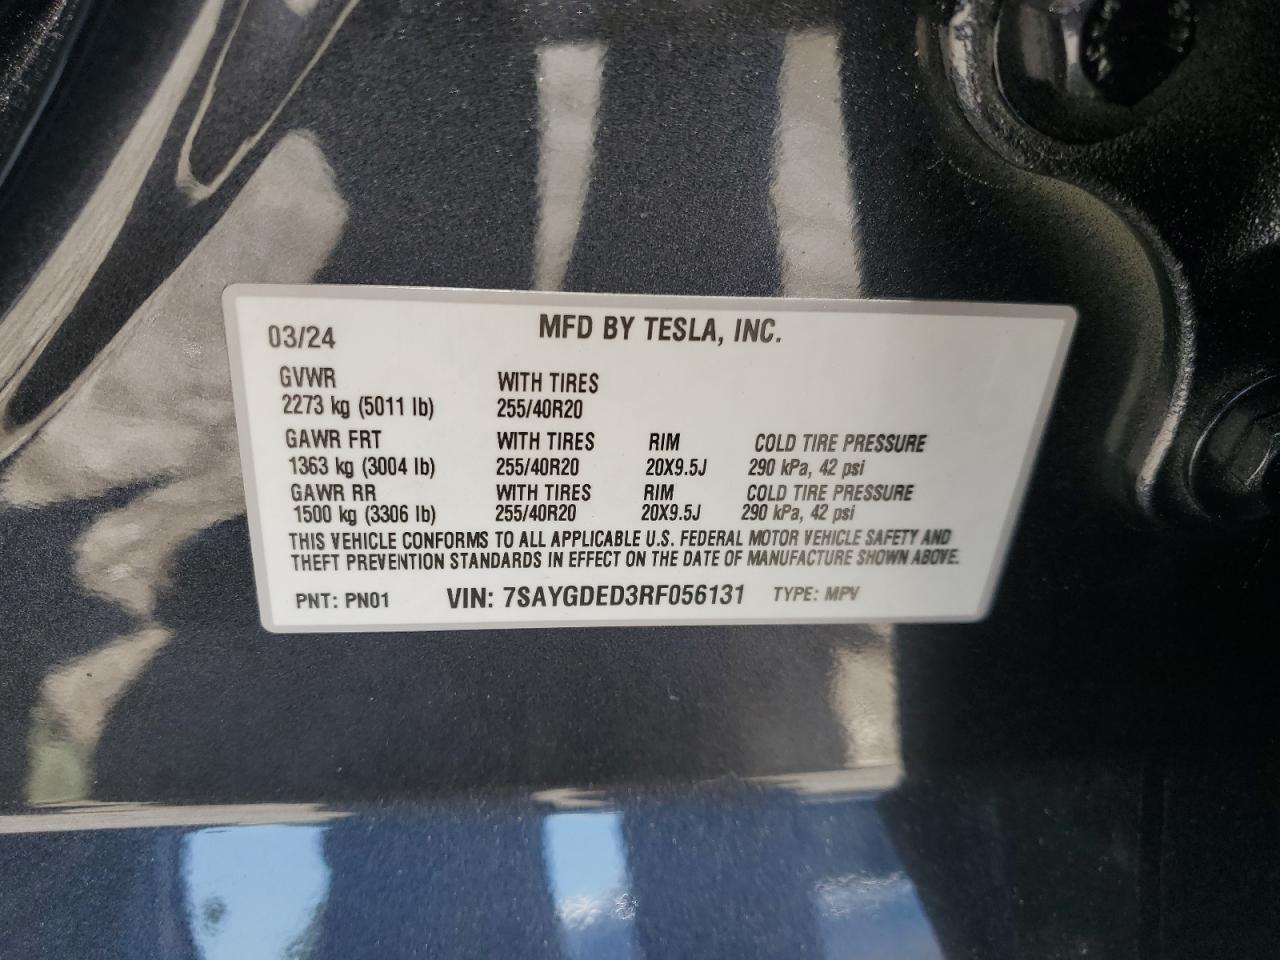 03/24 MFD BY TESLA, INC.
GVWR WITH TIRES
2273 kg (5011 lb) 255/40R20
GAWR FRT WITH TIRES RIM COLD TIRE PRESSURE
1363 kg (3004 lb) 255/40R20 20X9.5J 290 kPa, 42 psi
GAWR RR WITH TIRES RIM COLD TIRE PRESSURE
1500 kg (3306 lb) 255/40R20 20X9.5J 290 kPa, 42 psi
THIS VEHICLE CONFORMS TO ALL APPLICABLE U.S. FEDERAL MOTOR VEHICLE SAFETY AND
THEFT PREVENTION STANDARDS IN EFFECT ON THE DATE OF MANUFACTURE SHOWN ABOVE.
PNT: PN01 VIN: 7SAYGDED3RF056131 TYPE: MPV